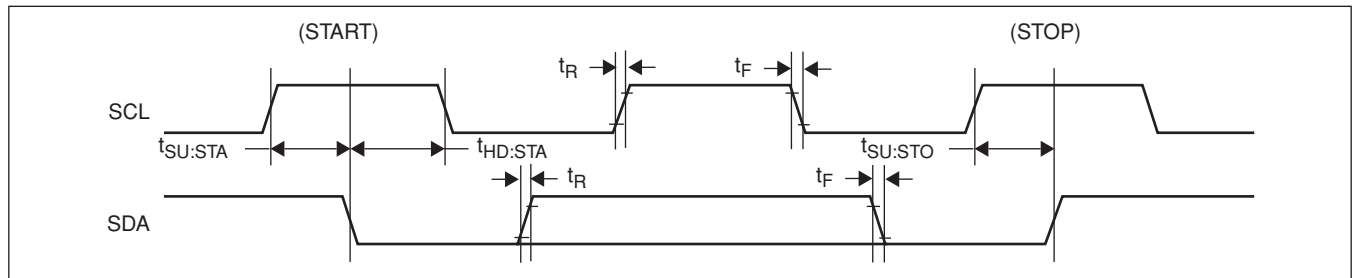 (START)
(STOP)
tR
tF
SCL
tSU:STA
tHD:STA
tSU:STO
tR
tF
SDA